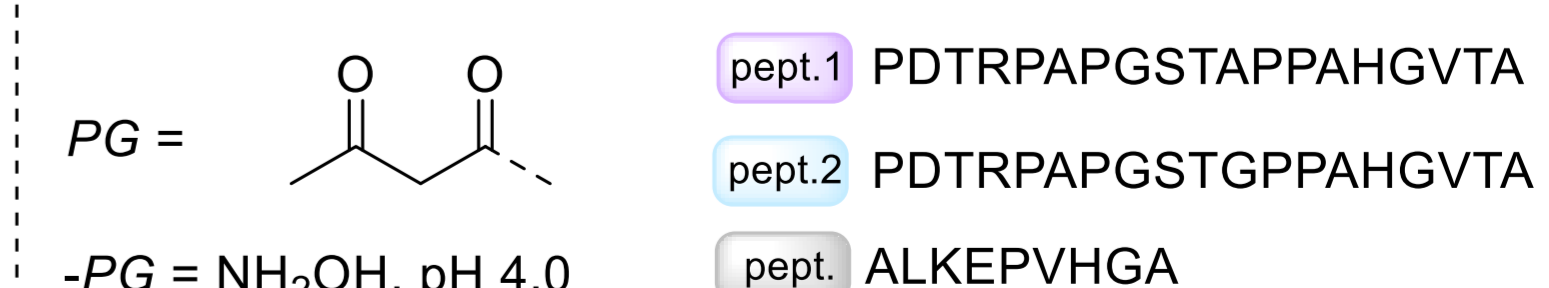 O O
PG =
-PG = NH₂OH, pH 4.0
pept.1 PDTRPAPGSTAPPAHGVTA
pept.2 PDTRPAPGSTGPPAHGVTA
pept. ALKEPVHGA